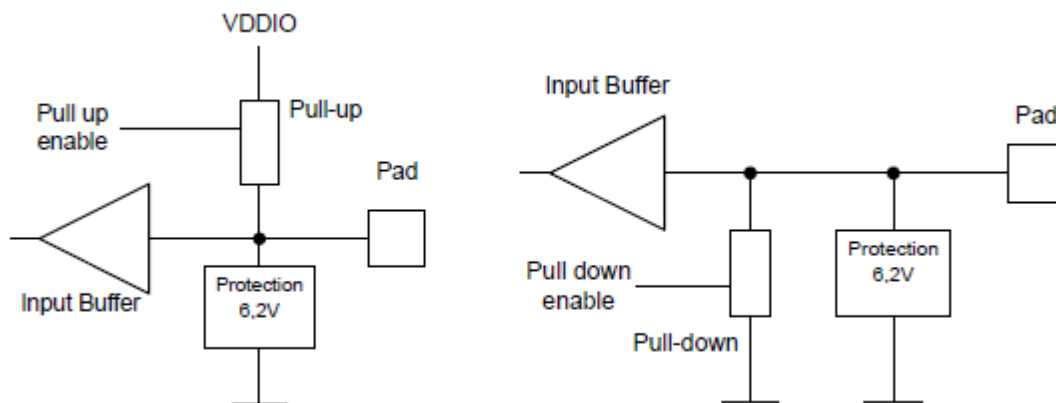 VDDIO
Pull up
enable
Pull-up
Pad
Input Buffer
Protection
6,2V
Input Buffer
Pad
Pull down
enable
Pull-down
Protection
6,2V